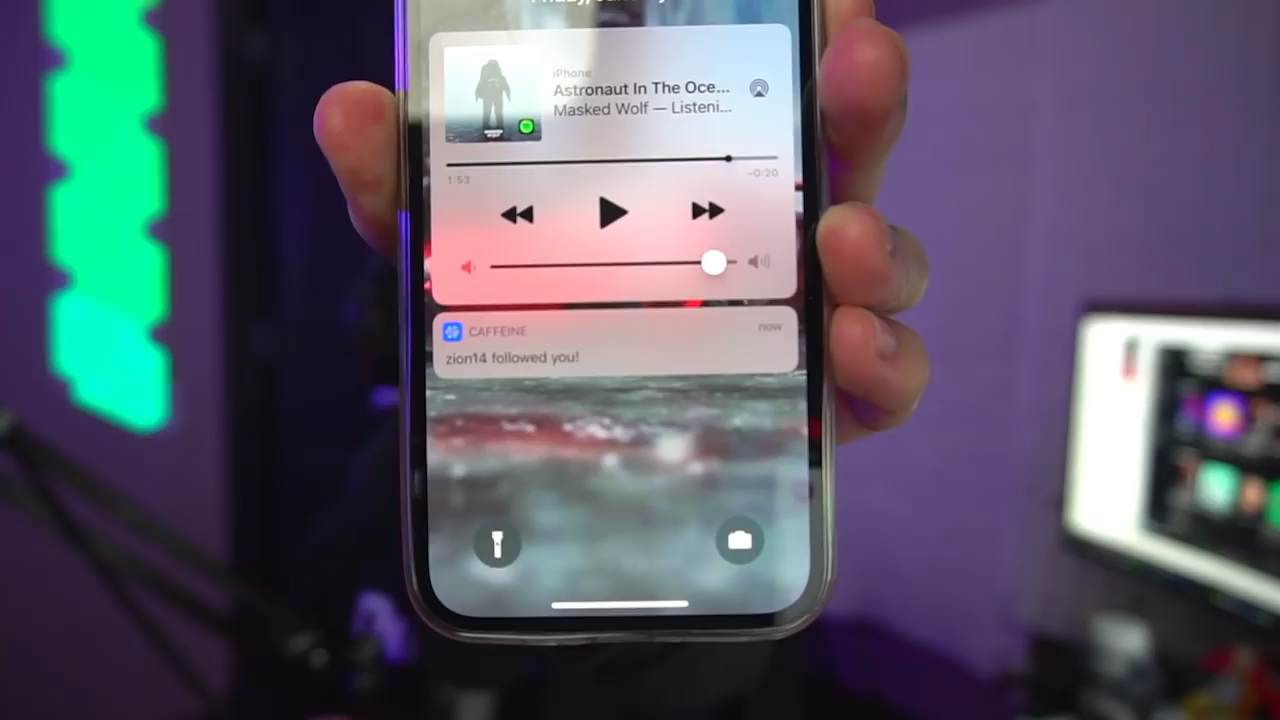 iPhone
Astronaut In The Oce...
Masked Wolf — Listeni...
1:53
-0:20
CAFFEINE
now
zion14 followed you!